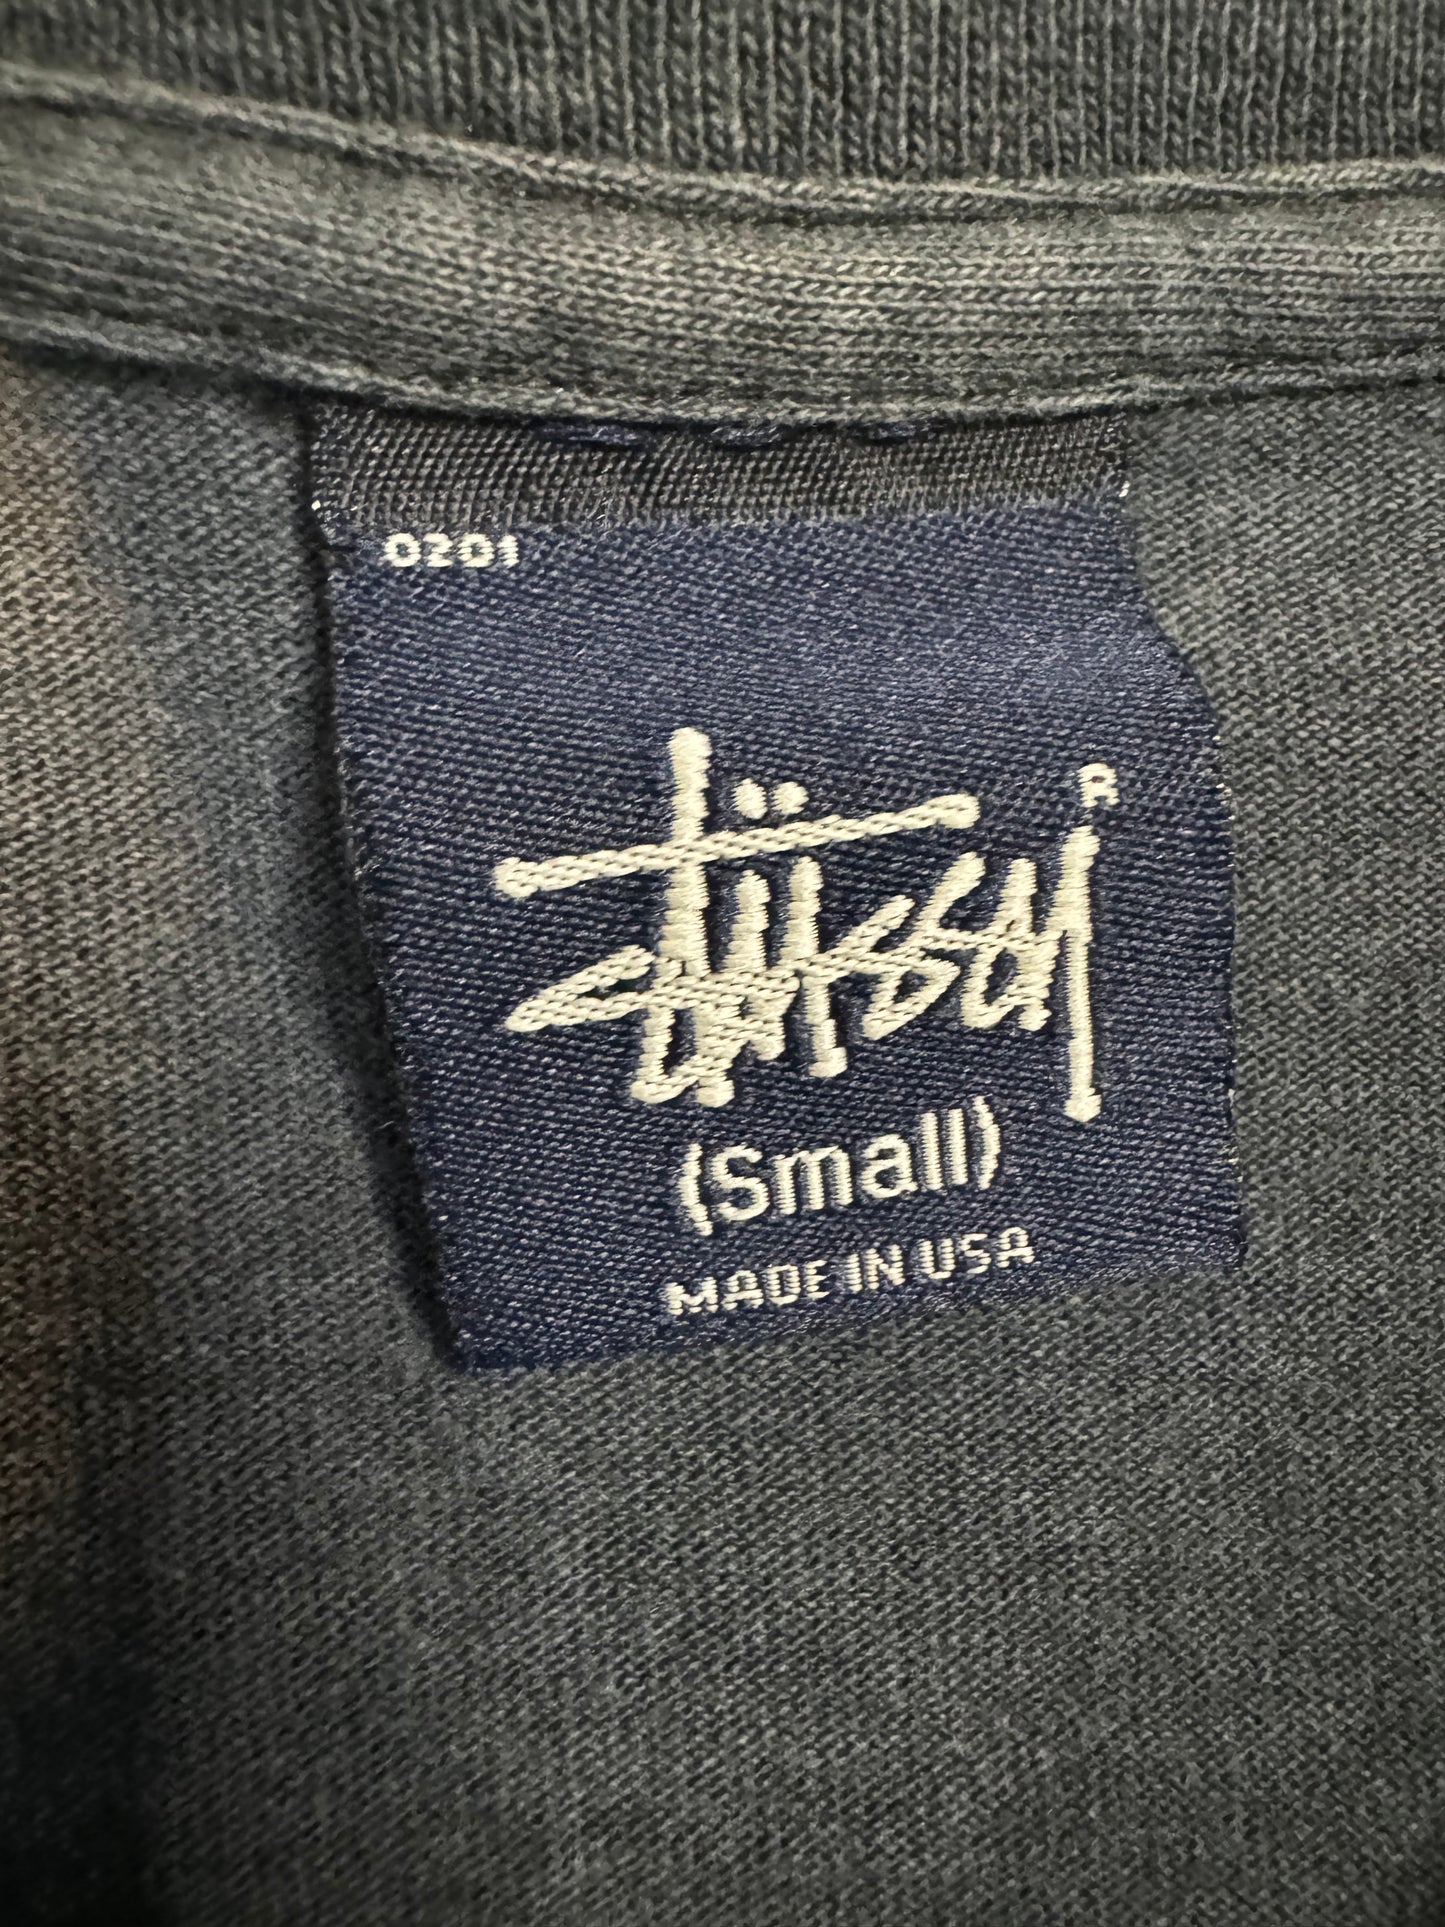 0201
Stüssy
R
(Small)
MADE IN USA